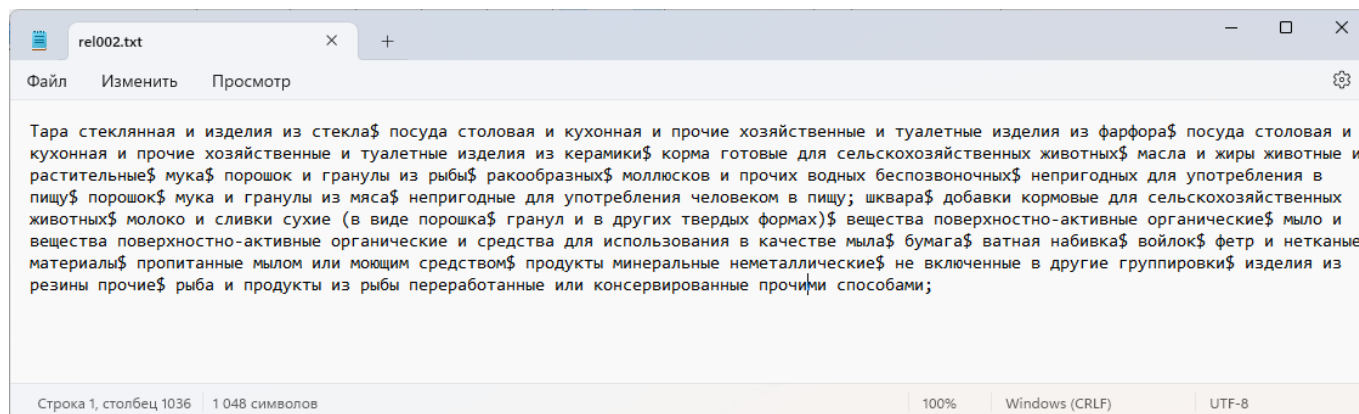 rel002.txt
Файл Изменить Просмотр
Тара стеклянная и изделия из стекла$ посуда столовая и кухонная и прочие хозяйственные и туалетные изделия из фарфора$ посуда столовая и
кухонная и прочие хозяйственные и туалетные изделия из керамики$ корма готовые для сельскохозяйственных животных$ масла и жиры животные и
растительные$ мука$ порошок и гранулы из рыбы$ ракообразных$ моллюсков и прочих водных беспозвоночных$ непригодных для употребления в
пищу$ порошок$ мука и гранулы из мяса$ непригодные для употребления человеком в пищу; шквара$ добавки кормовые для сельскохозяйственных
животных$ молоко и сливки сухие (в виде порошка$ гранул и в других твердых формах)$ вещества поверхностно-активные органические$ мыло и
вещества поверхностно-активные органические и средства для использования в качестве мыла$ бумага$ ватная набивка$ войлок$ фетр и нетканые
материалы$ пропитанные мылом или моющим средством$ продукты минеральные неметаллические$ не включенные в другие группировки$ изделия из
резины прочие$ рыба и продукты из рыбы переработанные или консервированные прочими способами;
Строка 1, столбец 1036 1 048 символов 100% Windows (CRLF) UTF-8